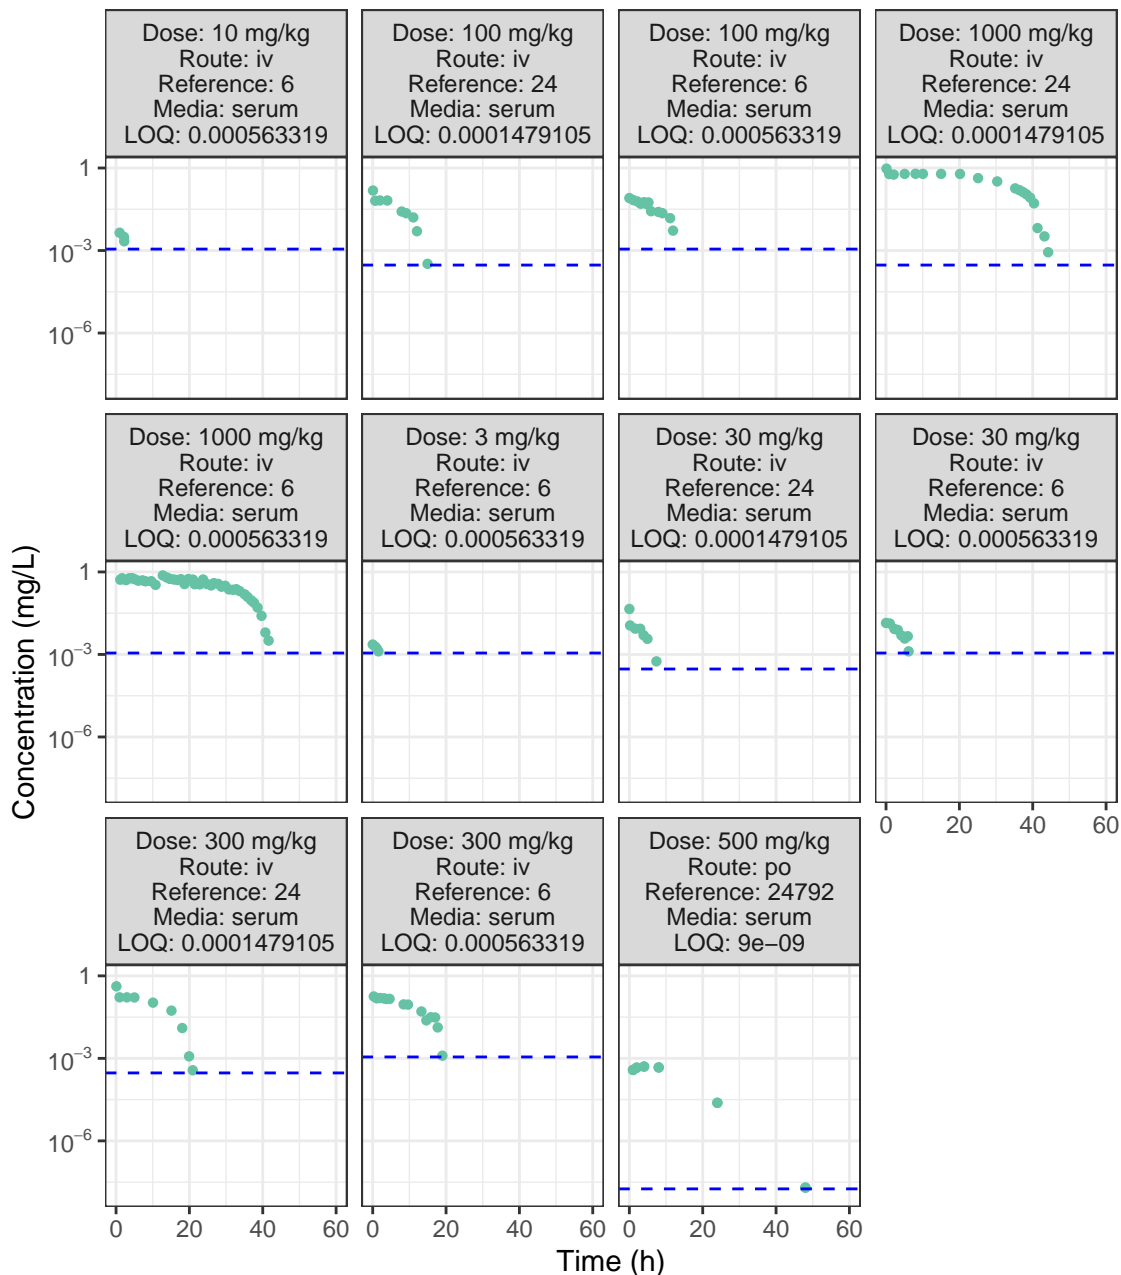 Dose: 10 mg/kg
Route: iv
Reference: 6
Media: serum
LOQ: 0.000563319
Dose: 100 mg/kg
Route: iv
Reference: 24
Media: serum
LOQ: 0.0001479105
Dose: 100 mg/kg
Route: iv
Reference: 6
Media: serum
LOQ: 0.000563319
Dose: 1000 mg/kg
Route: iv
Reference: 24
Media: serum
LOQ: 0.0001479105
1
10⁻³
10⁻⁶
Dose: 1000 mg/kg
Route: iv
Reference: 6
Media: serum
LOQ: 0.000563319
Dose: 3 mg/kg
Route: iv
Reference: 6
Media: serum
LOQ: 0.000563319
Dose: 30 mg/kg
Route: iv
Reference: 24
Media: serum
LOQ: 0.0001479105
Dose: 30 mg/kg
Route: iv
Reference: 6
Media: serum
LOQ: 0.000563319
1
10⁻³
10⁻⁶
0 20 40 60
Concentration (mg/L)
Dose: 300 mg/kg
Route: iv
Reference: 24
Media: serum
LOQ: 0.0001479105
Dose: 300 mg/kg
Route: iv
Reference: 6
Media: serum
LOQ: 0.000563319
Dose: 500 mg/kg
Route: po
Reference: 24792
Media: serum
LOQ: 9e−09
1
10⁻³
10⁻⁶
0 20 40 60
0 20 40 60
0 20 40 60
Time (h)